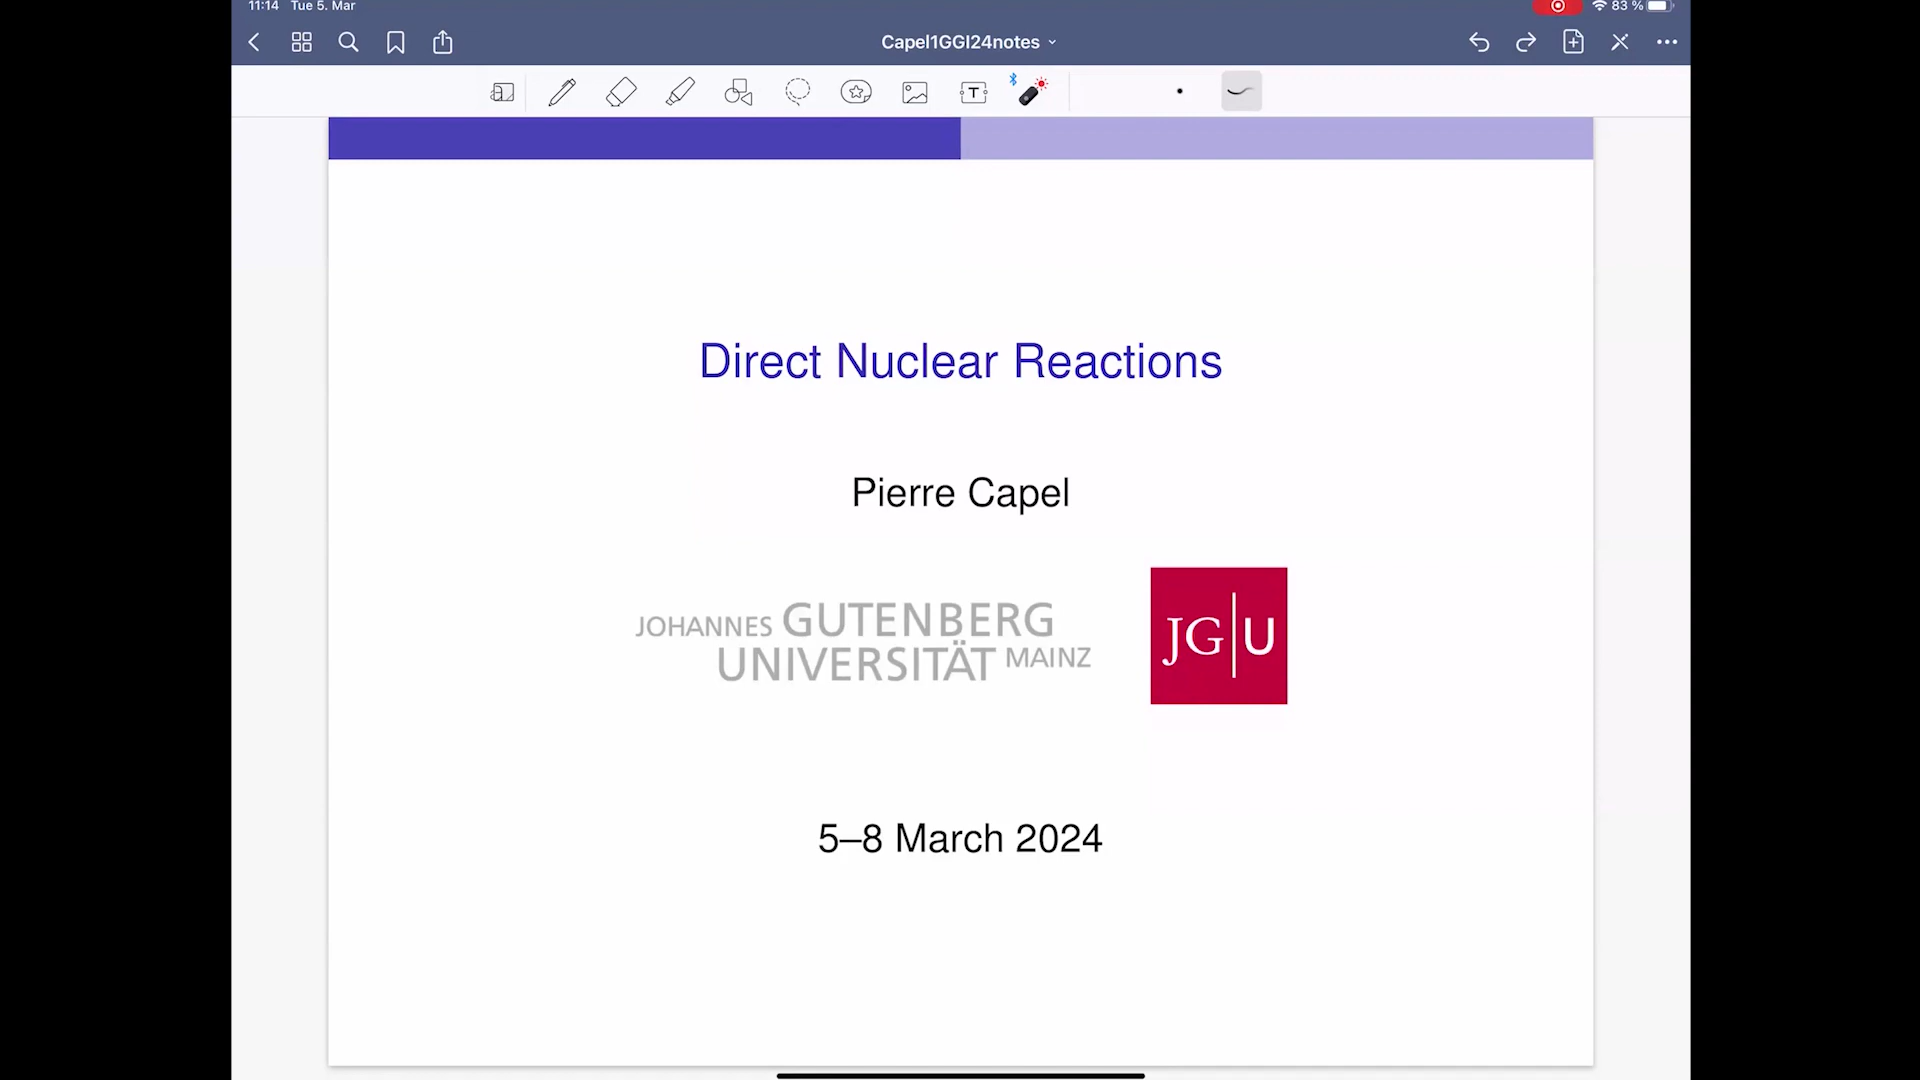 11:14 Tue 5. Mar 83 %
Capel1GGI24notes
Direct Nuclear Reactions
Pierre Capel
JOHANNES GUTENBERG
UNIVERSITÄT MAINZ
JG|U
5–8 March 2024